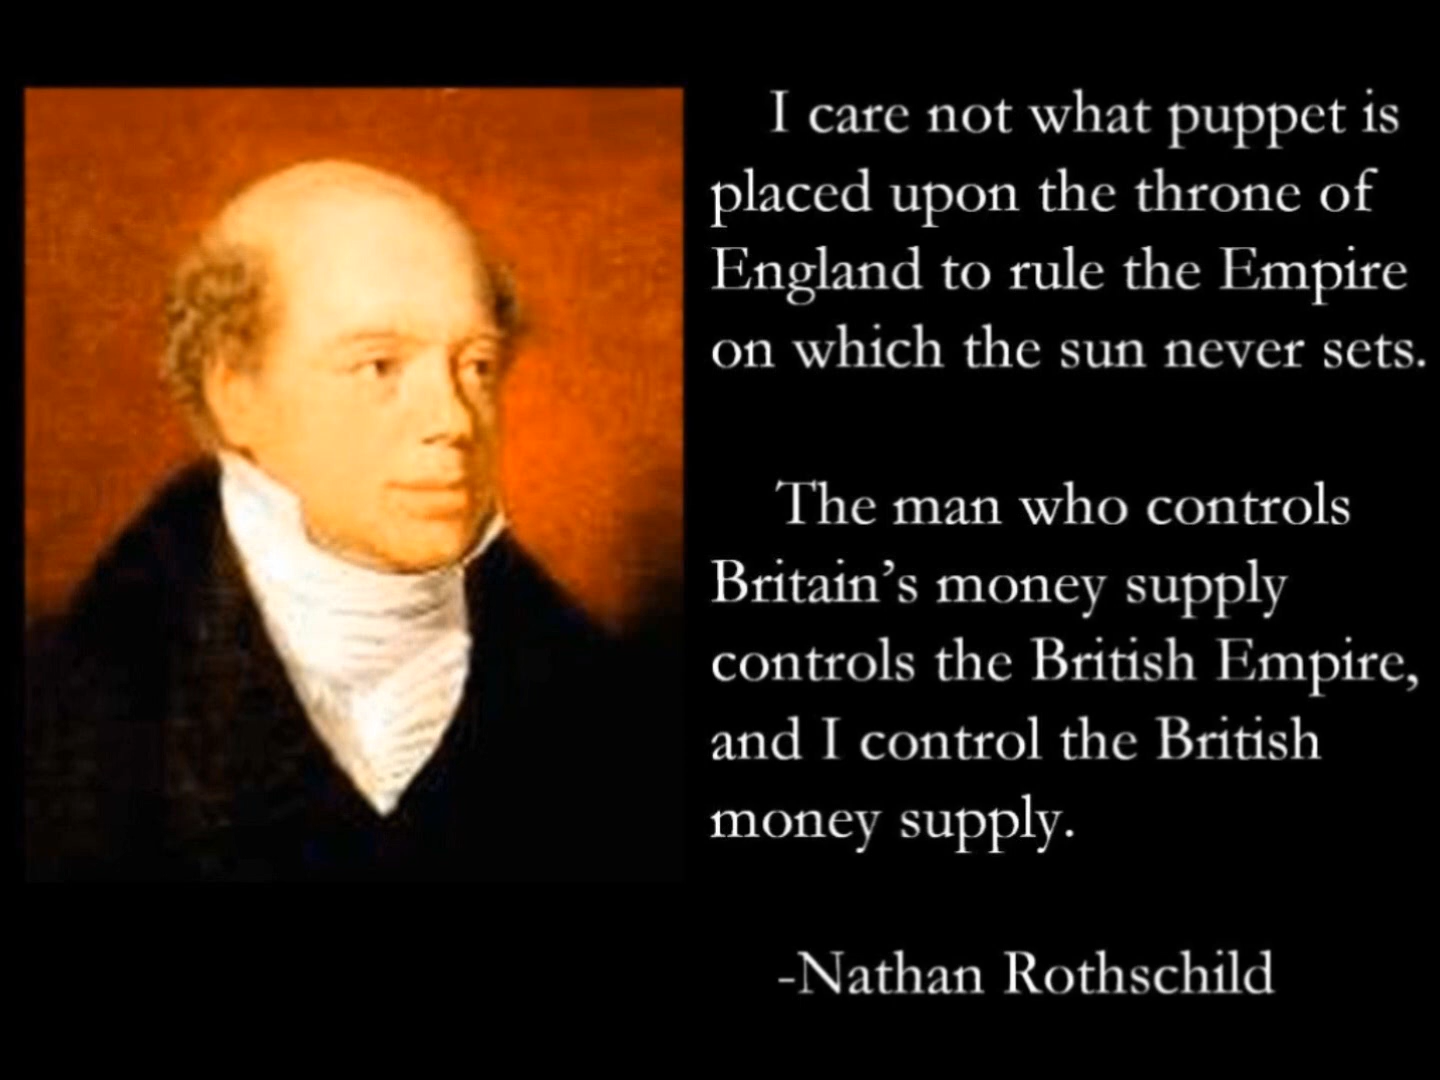 I care not what puppet is
placed upon the throne of
England to rule the Empire
on which the sun never sets.
The man who controls
Britain’s money supply
controls the British Empire,
and I control the British
money supply.
-Nathan Rothschild